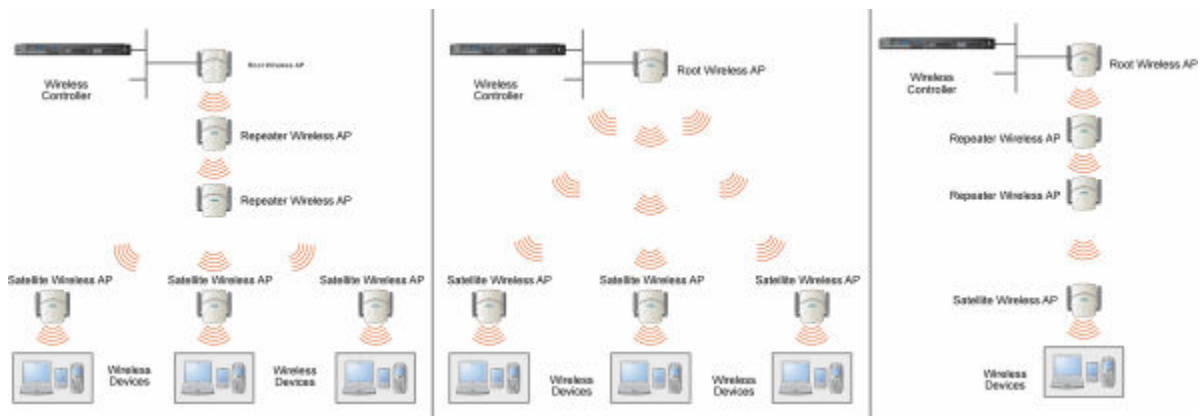 Root Wireless AP
Wireless
Controller
Repeater Wireless AP
Repeater Wireless AP
Satellite Wireless AP
Satellite Wireless AP
Satellite Wireless AP
Wireless
Devices
Wireless
Devices
Root Wireless AP
Wireless
Controller
Satellite Wireless AP
Satellite Wireless AP
Satellite Wireless AP
Wireless
Devices
Wireless
Devices
Root Wireless AP
Wireless
Controller
Repeater Wireless AP
Repeater Wireless AP
Satellite Wireless AP
Wireless
Devices